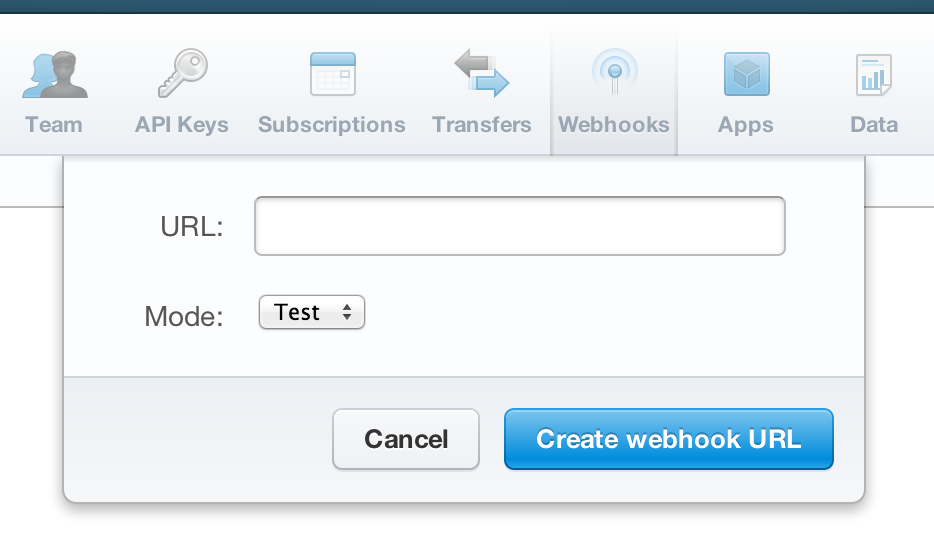 Team API Keys Subscriptions Transfers Webhooks Apps Data
URL:
Mode: Test
Cancel Create webhook URL